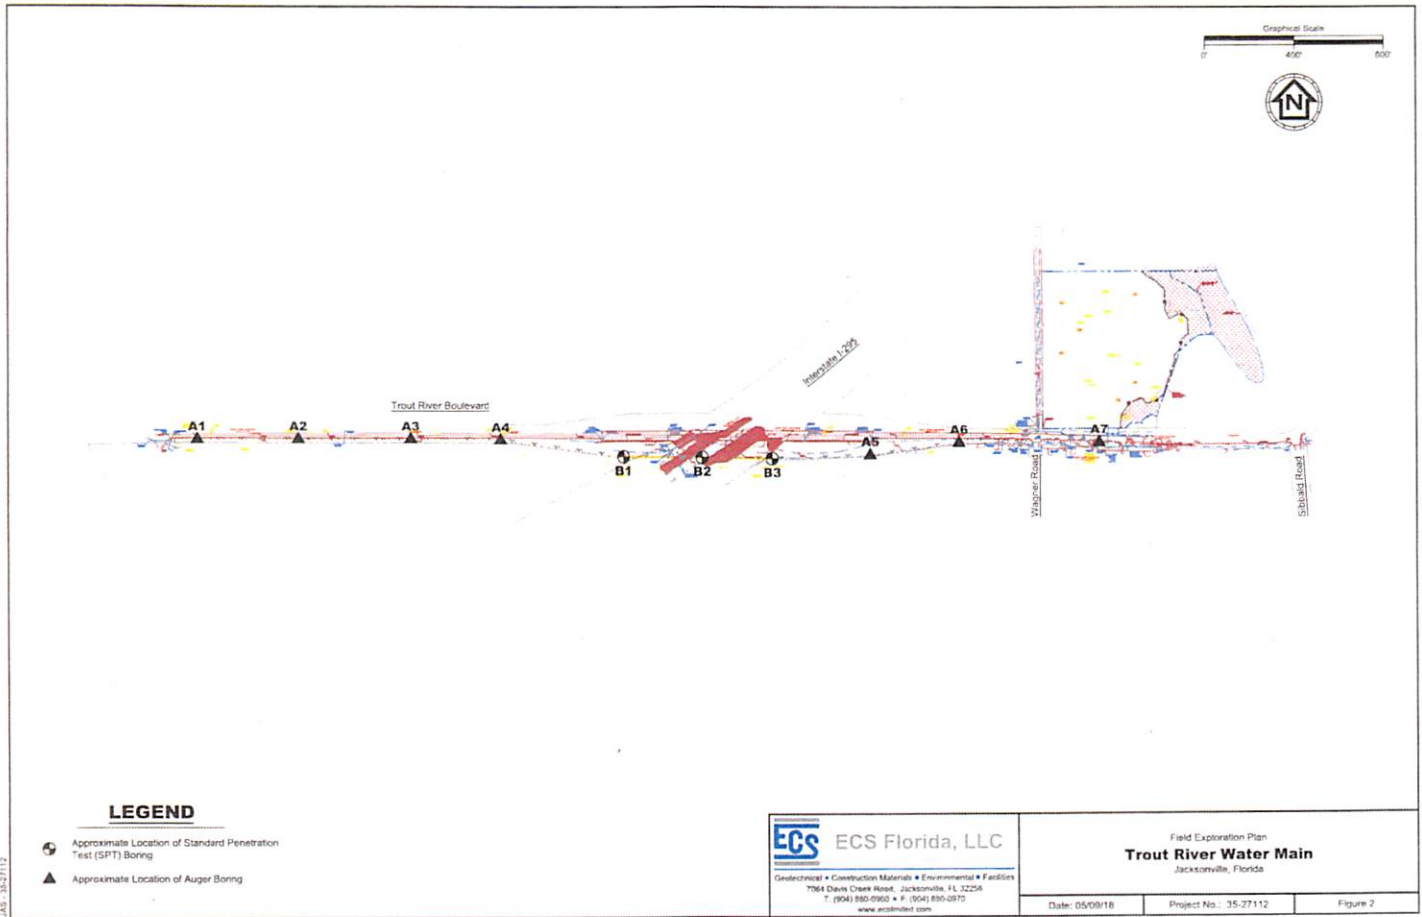 Graphical Scale
0' 400' 800'
N
Interstate I-295
Trout River Boulevard
A1 A2 A3 A4 A5 A6 A7
B1 B2 B3
Wagner Road
Sibbald Road
LEGEND
Approximate Location of Standard Penetration
Test (SPT) Boring
Approximate Location of Auger Boring
ECS ECS Florida, LLC
Geotechnical • Construction Materials • Environmental • Facilities
7064 Davis Creek Road, Jacksonville, FL 32256
T: (904) 880-0960 • F: (904) 880-0970
www.ecslimited.com
Field Exploration Plan
Trout River Water Main
Jacksonville, Florida
Date: 05/09/18
Project No.: 35-27112
Figure 2
JAS - 35-27112